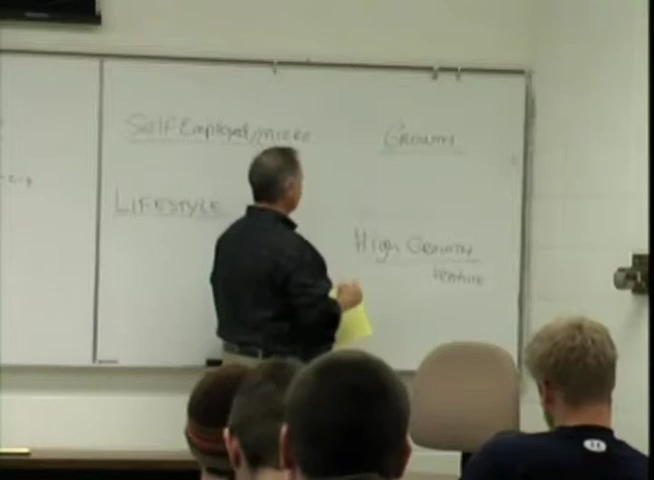 Self Employed/micro
Growth
LIFESTYLE
High Growth
Venture